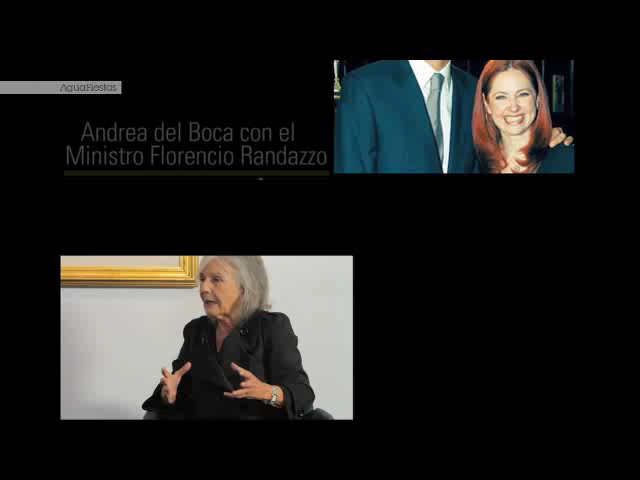 AguaFiestas
Andrea del Boca con el
Ministro Florencio Randazzo